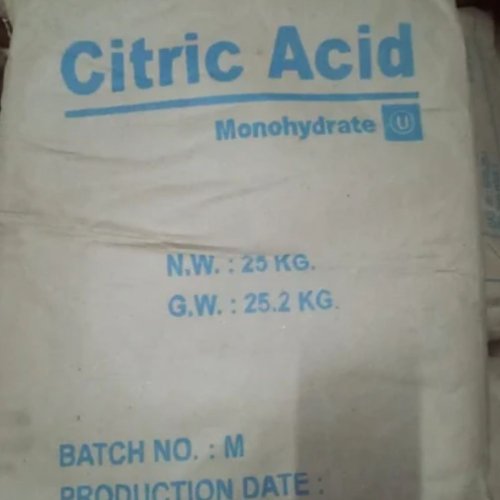 Citric Acid
Monohydrate U
N.W. : 25 KG.
G.W. : 25.2 KG.
BATCH NO. : M
PRODUCTION DATE :